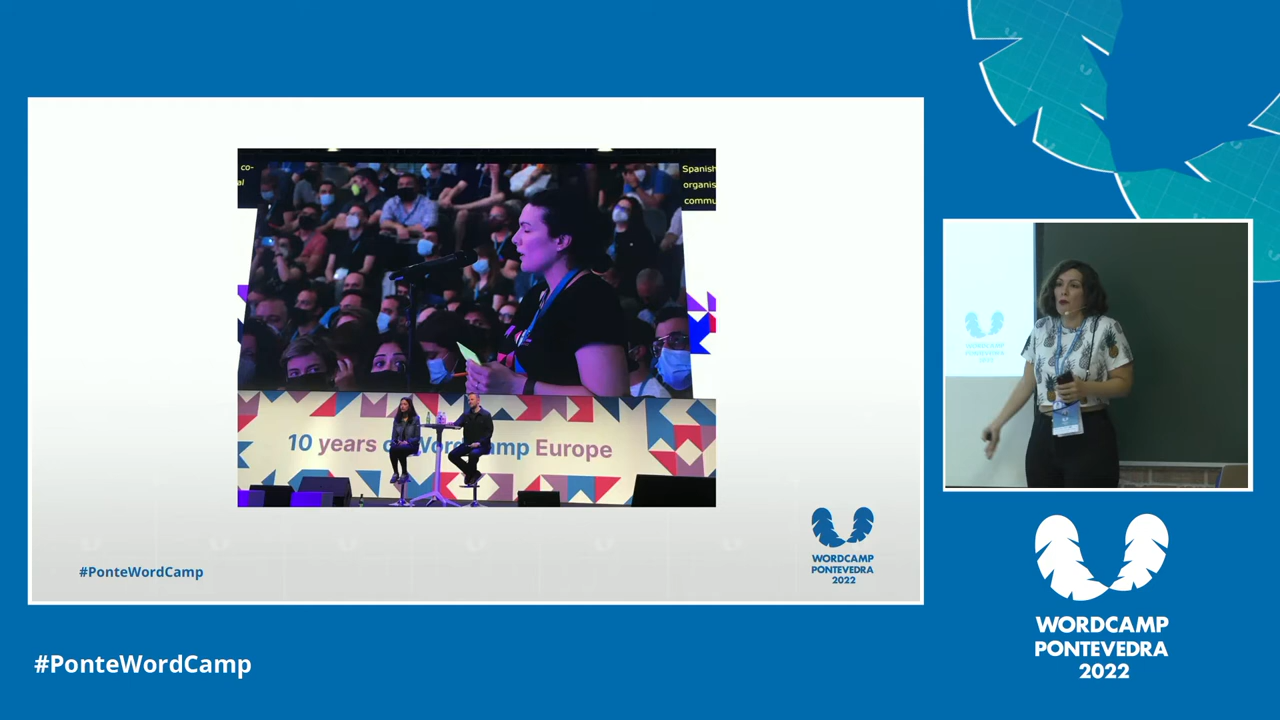 co-
al
Spanish
organis
commu
10 years of WordCamp Europe
#PonteWordCamp
WORDCAMP
PONTEVEDRA
2022
WORDCAMP
PONTEVEDRA
#PonteWordCamp
WORDCAMP
PONTEVEDRA
2022